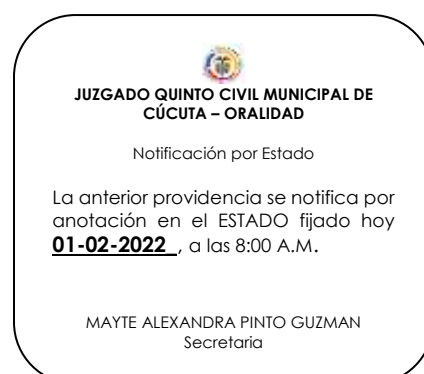 JUZGADO QUINTO CIVIL MUNICIPAL DE
CÚCUTA – ORALIDAD
Notificación por Estado
La anterior providencia se notifica por
anotación en el ESTADO fijado hoy
01-02-2022_, a las 8:00 A.M.
MAYTE ALEXANDRA PINTO GUZMAN
Secretaria